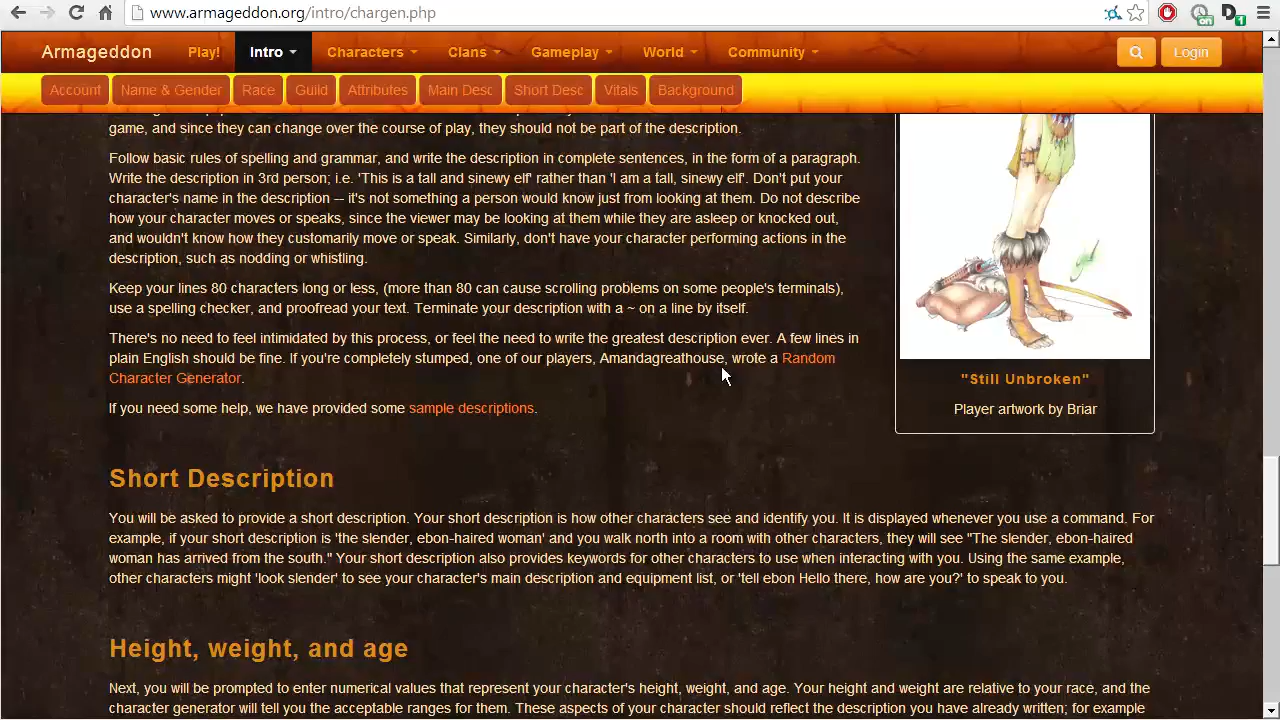 www.armageddon.org/intro/chargen.php
Armageddon Play! Intro Characters Clans Gameplay World Community Login
Account Name & Gender Race Guild Attributes Main Desc Short Desc Vitals Background
game, and since they can change over the course of play, they should not be part of the description.
Follow basic rules of spelling and grammar, and write the description in complete sentences, in the form of a paragraph.
Write the description in 3rd person; i.e. 'This is a tall and sinewy elf' rather than 'I am a tall, sinewy elf'. Don't put your
character's name in the description -- it's not something a person would know just from looking at them. Do not describe
how your character moves or speaks, since the viewer may be looking at them while they are asleep or knocked out,
and wouldn't know how they customarily move or speak. Similarly, don't have your character performing actions in the
description, such as nodding or whistling.
Keep your lines 80 characters long or less, (more than 80 can cause scrolling problems on some people's terminals),
use a spelling checker, and proofread your text. Terminate your description with a ~ on a line by itself.
There's no need to feel intimidated by this process, or feel the need to write the greatest description ever. A few lines in
plain English should be fine. If you're completely stumped, one of our players, Amandagreathouse, wrote a Random
Character Generator.
If you need some help, we have provided some sample descriptions.
"Still Unbroken"
Player artwork by Briar
Short Description
You will be asked to provide a short description. Your short description is how other characters see and identify you. It is displayed whenever you use a command. For
example, if your short description is 'the slender, ebon-haired woman' and you walk north into a room with other characters, they will see "The slender, ebon-haired
woman has arrived from the south." Your short description also provides keywords for other characters to use when interacting with you. Using the same example,
other characters might 'look slender' to see your character's main description and equipment list, or 'tell ebon Hello there, how are you?' to speak to you.
Height, weight, and age
Next, you will be prompted to enter numerical values that represent your character's height, weight, and age. Your height and weight are relative to your race, and the
character generator will tell you the acceptable ranges for them. These aspects of your character should reflect the description you have already written; for example